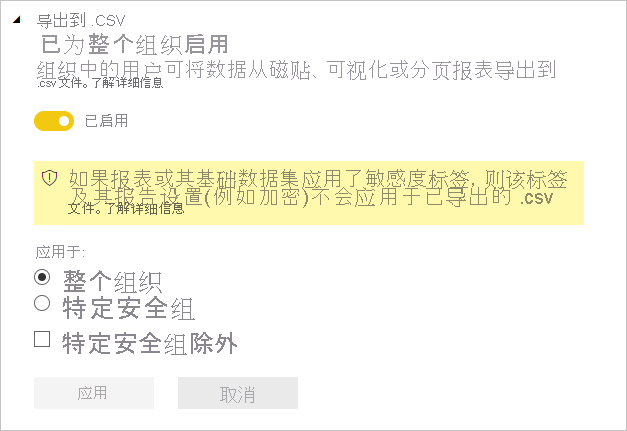 导出到 .CSV
已为整个组织启用
组织中的用户可将数据从磁贴、可视化或分页报表导出到
.csv 文件。了解详细信息
已启用
如果报表或其基础数据集应用了敏感度标签, 则该标签
及其报告设置(例如加密)不会应用于已导出的 .csv
文件。了解详细信息
应用于:
整个组织
特定安全组
特定安全组除外
应用
取消